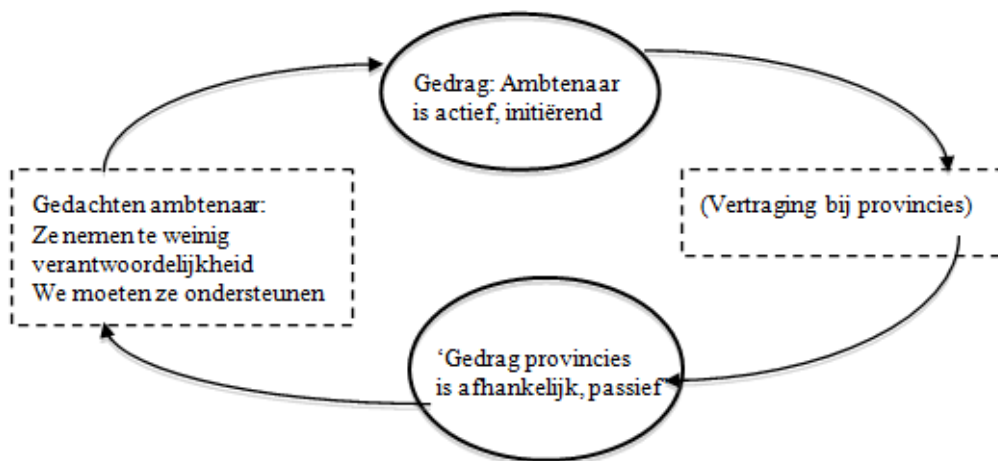 Gedrag: Ambtenaar
is actief, initiërend
(Vertraging bij provincies)
Gedachten ambtenaar:
Ze nemen te weinig
verantwoordelijkheid
We moeten ze ondersteunen
‘Gedrag provincies
is afhankelijk, passief’